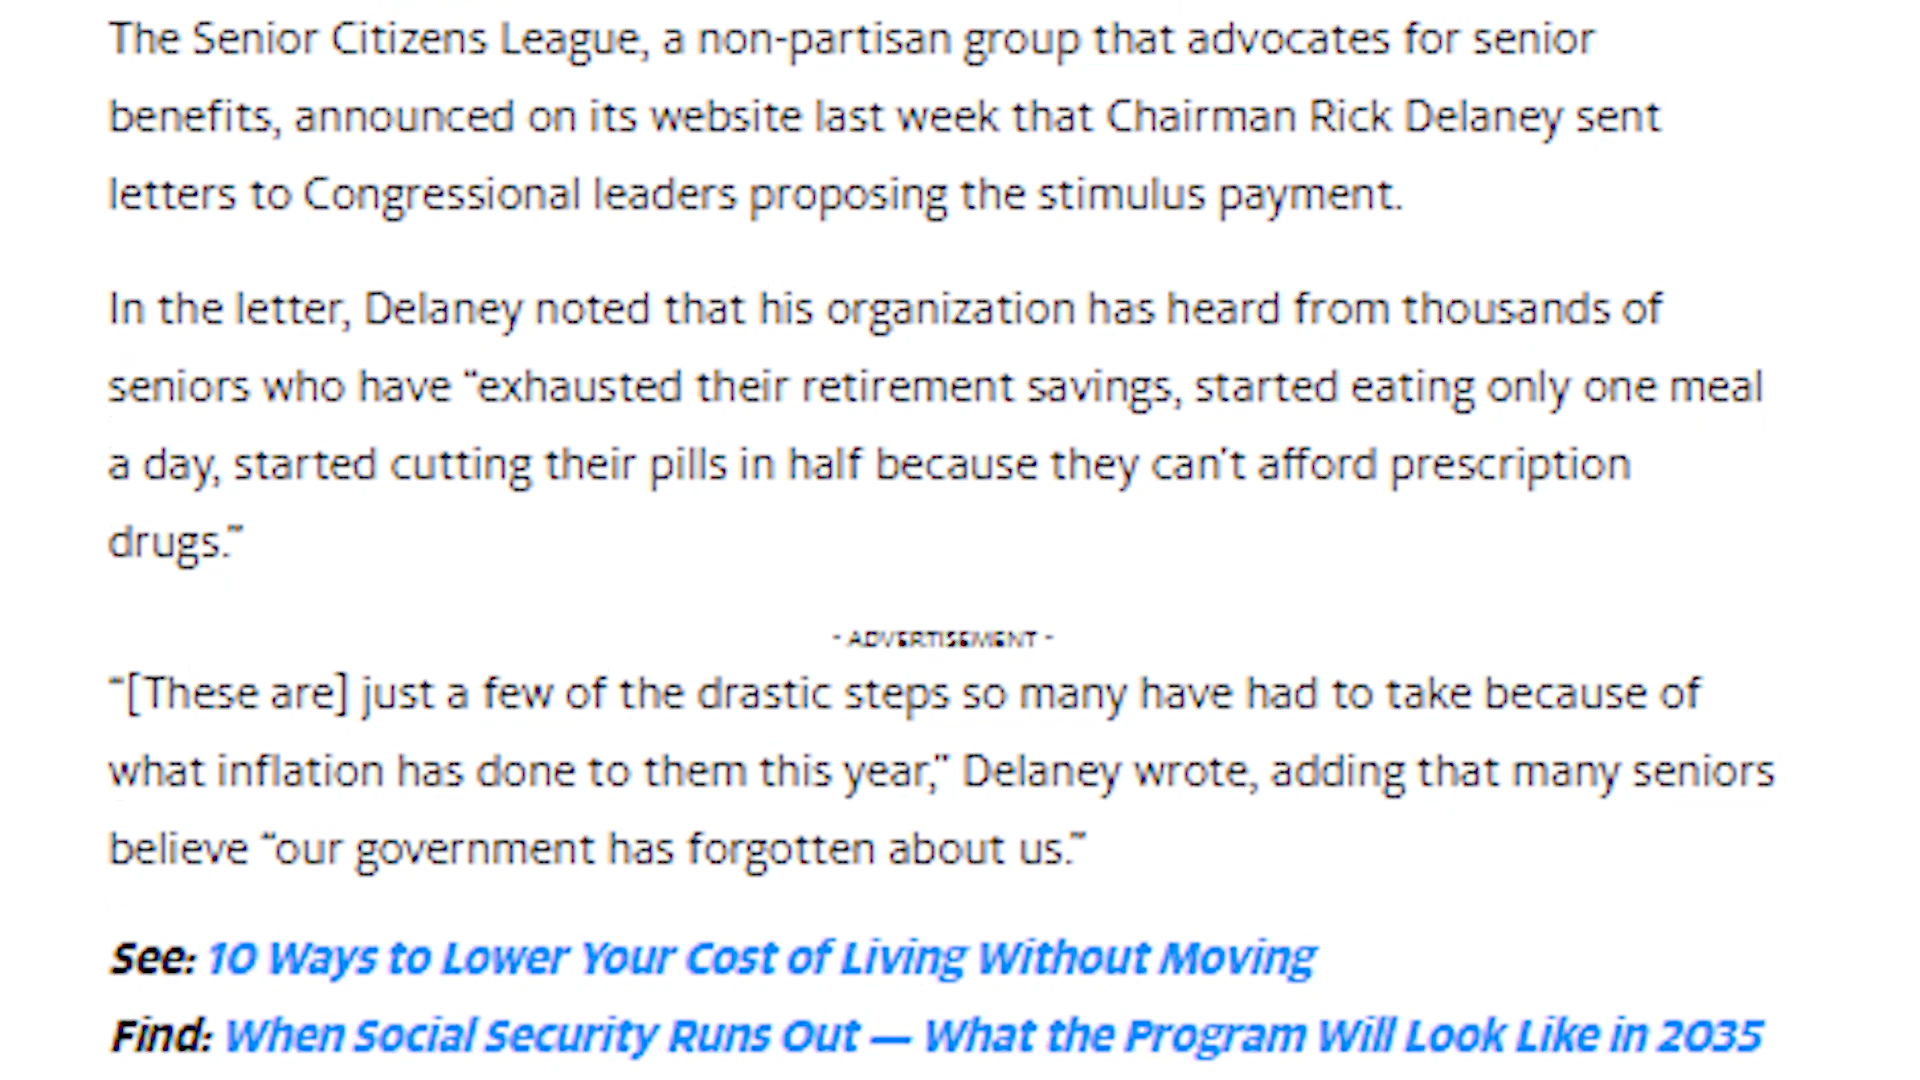 The Senior Citizens League, a non-partisan group that advocates for senior
benefits, announced on its website last week that Chairman Rick Delaney sent
letters to Congressional leaders proposing the stimulus payment.
In the letter, Delaney noted that his organization has heard from thousands of
seniors who have “exhausted their retirement savings, started eating only one meal
a day, started cutting their pills in half because they can’t afford prescription
drugs.”
- ADVERTISEMENT -
“[These are] just a few of the drastic steps so many have had to take because of
what inflation has done to them this year,” Delaney wrote, adding that many seniors
believe “our government has forgotten about us.”
See: 10 Ways to Lower Your Cost of Living Without Moving
Find: When Social Security Runs Out — What the Program Will Look Like in 2035